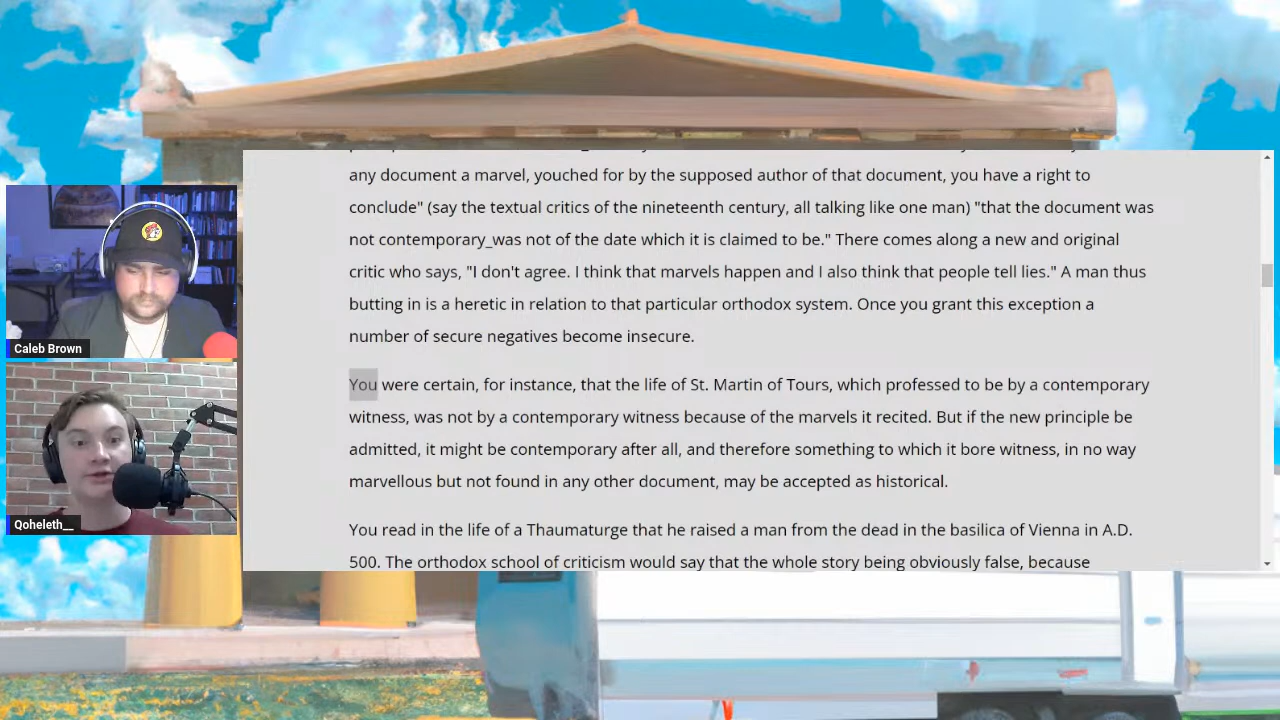 any document a marvel, youched for by the supposed author of that document, you have a right to
conclude" (say the textual critics of the nineteenth century, all talking like one man) "that the document was
not contemporary_was not of the date which it is claimed to be." There comes along a new and original
critic who says, "I don't agree. I think that marvels happen and I also think that people tell lies." A man thus
butting in is a heretic in relation to that particular orthodox system. Once you grant this exception a
number of secure negatives become insecure.
You were certain, for instance, that the life of St. Martin of Tours, which professed to be by a contemporary
witness, was not by a contemporary witness because of the marvels it recited. But if the new principle be
admitted, it might be contemporary after all, and therefore something to which it bore witness, in no way
marvellous but not found in any other document, may be accepted as historical.
You read in the life of a Thaumaturge that he raised a man from the dead in the basilica of Vienna in A.D.
500. The orthodox school of criticism would say that the whole story being obviously false, because
Caleb Brown
Qoheleth__